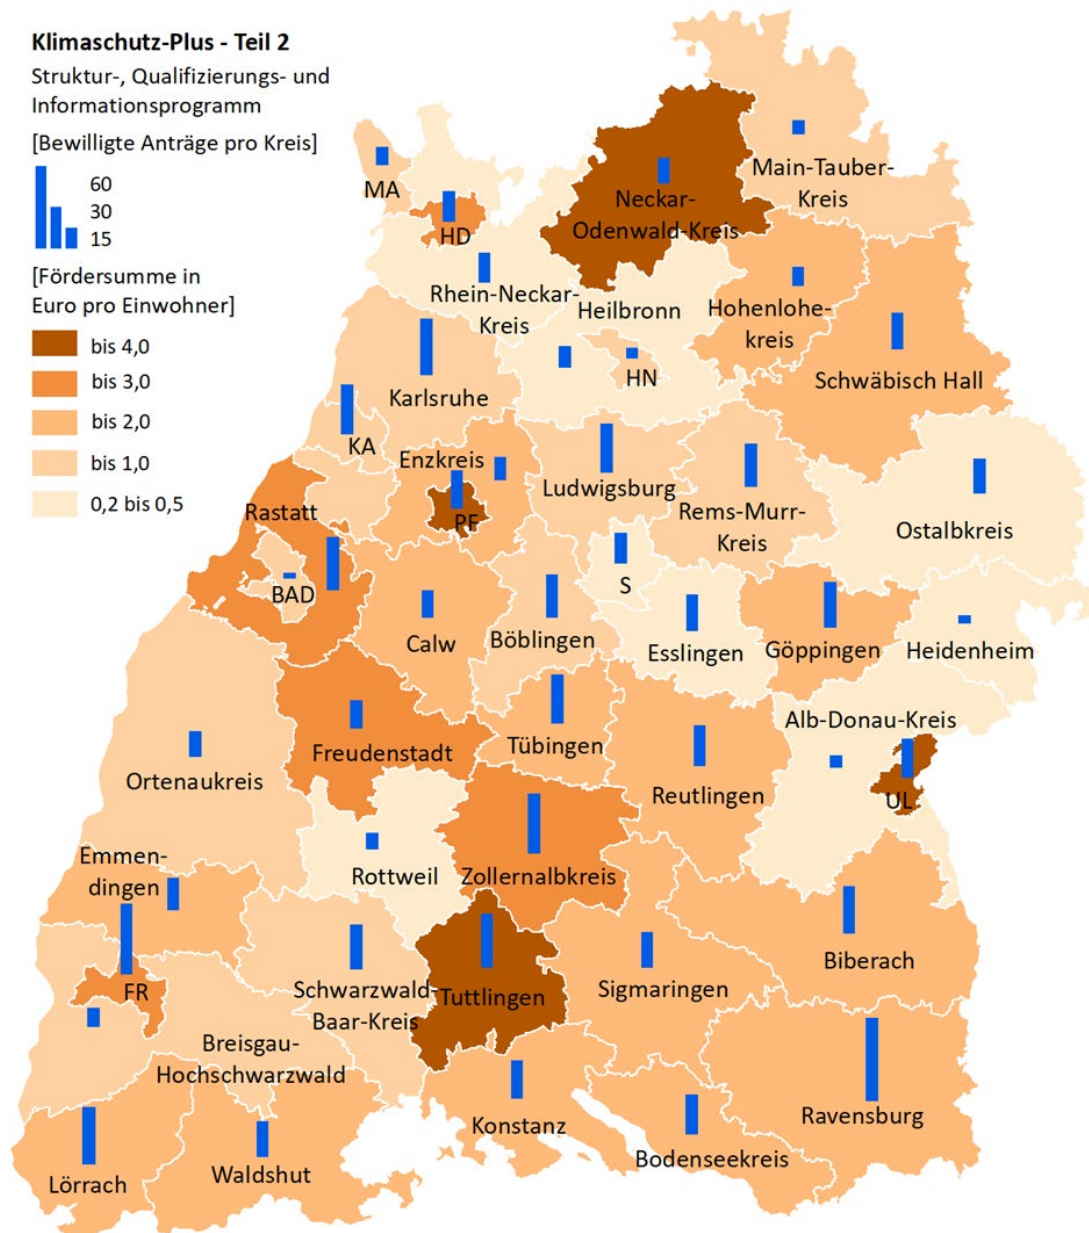 Klimaschutz-Plus - Teil 2
Struktur-, Qualifizierungs- und
Informationsprogramm
[Bewilligte Anträge pro Kreis]
60
30
15
[Fördersumme in
Euro pro Einwohner]
bis 4,0
bis 3,0
bis 2,0
bis 1,0
0,2 bis 0,5
MA
HD
Neckar-
Odenwald-Kreis
Main-Tauber-
Kreis
Rhein-Neckar-
Kreis
Heilbronn
HN
Hohenlohe-
kreis
Schwäbisch Hall
Karlsruhe
KA
Enzkreis
PF
Ludwigsburg
Rems-Murr-
Kreis
Ostalbkreis
Rastatt
BAD
Calw
Böblingen
S
Esslingen
Göppingen
Heidenheim
Ortenaukreis
Freudenstadt
Tübingen
Reutlingen
Alb-Donau-Kreis
UL
Rottweil
Zollernalbkreis
Emmen-
dingen
FR
Schwarzwald-
Baar-Kreis
Tuttlingen
Sigmaringen
Biberach
Breisgau-
Hochschwarzwald
Lörrach
Waldshut
Konstanz
Bodenseekreis
Ravensburg